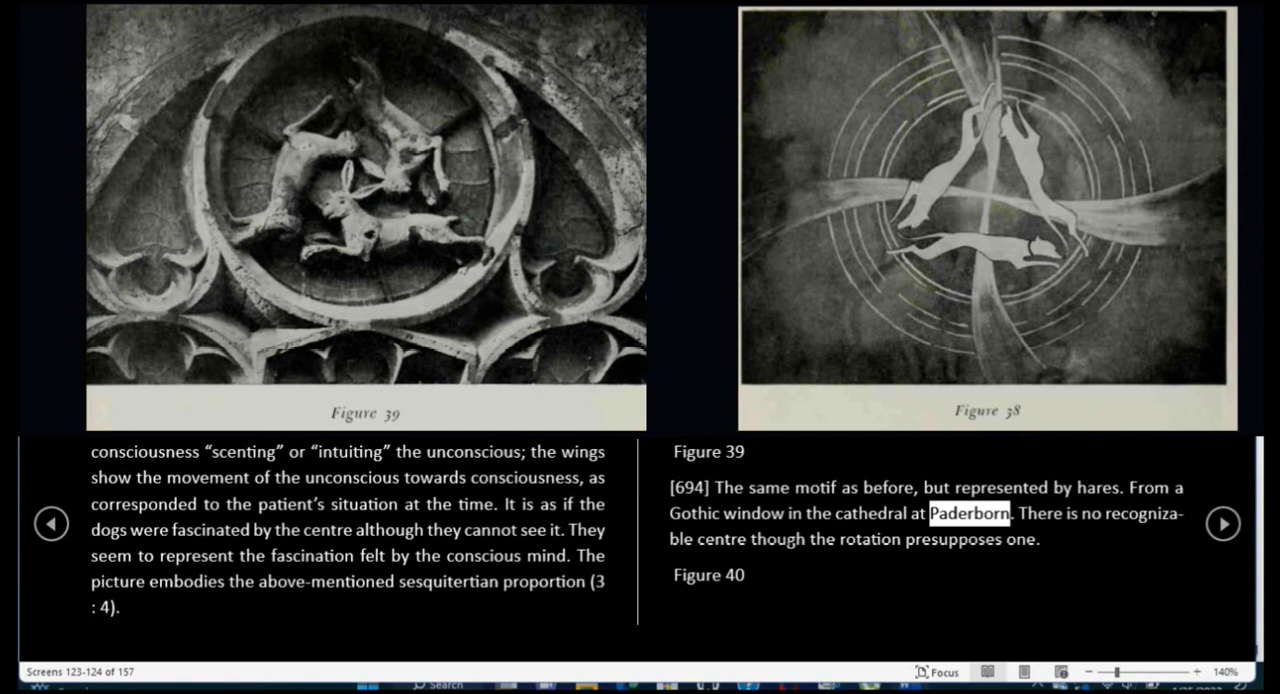 Figure 39
Figure 38
consciousness “scenting” or “intuiting” the unconscious; the wings
show the movement of the unconscious towards consciousness, as
corresponded to the patient’s situation at the time. It is as if the
dogs were fascinated by the centre although they cannot see it. They
seem to represent the fascination felt by the conscious mind. The
picture embodies the above-mentioned sesquitertian proportion (3
: 4).
Figure 39
[694] The same motif as before, but represented by hares. From a
Gothic window in the cathedral at Paderborn. There is no recogniza-
ble centre though the rotation presupposes one.
Figure 40
Screens 123-124 of 157
Focus
140%
Search